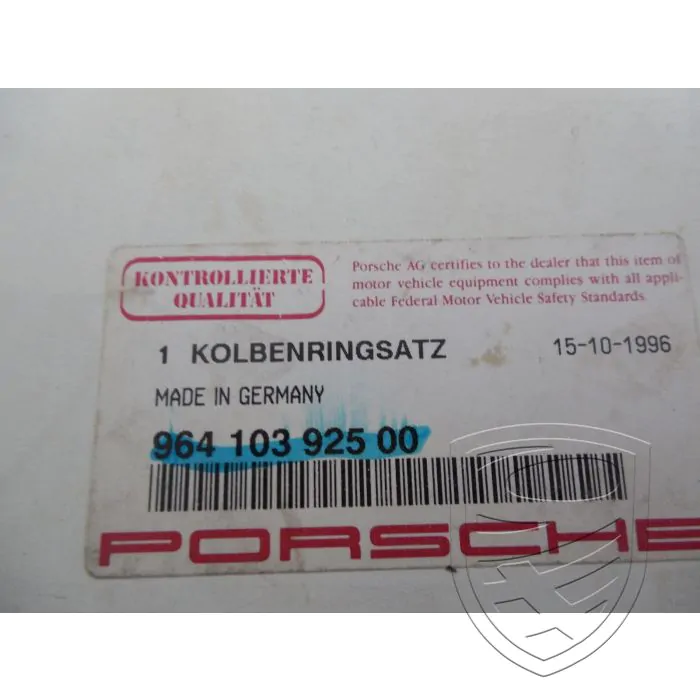 KONTROLLIERTE
QUALITÄT
Porsche AG certifies to the dealer that this item of
motor vehicle equipment complies with all appli-
cable Federal Motor Vehicle Safety Standards.
1 KOLBENRINGSATZ
15-10-1996
MADE IN GERMANY
964 103 925 00
PORSCHE